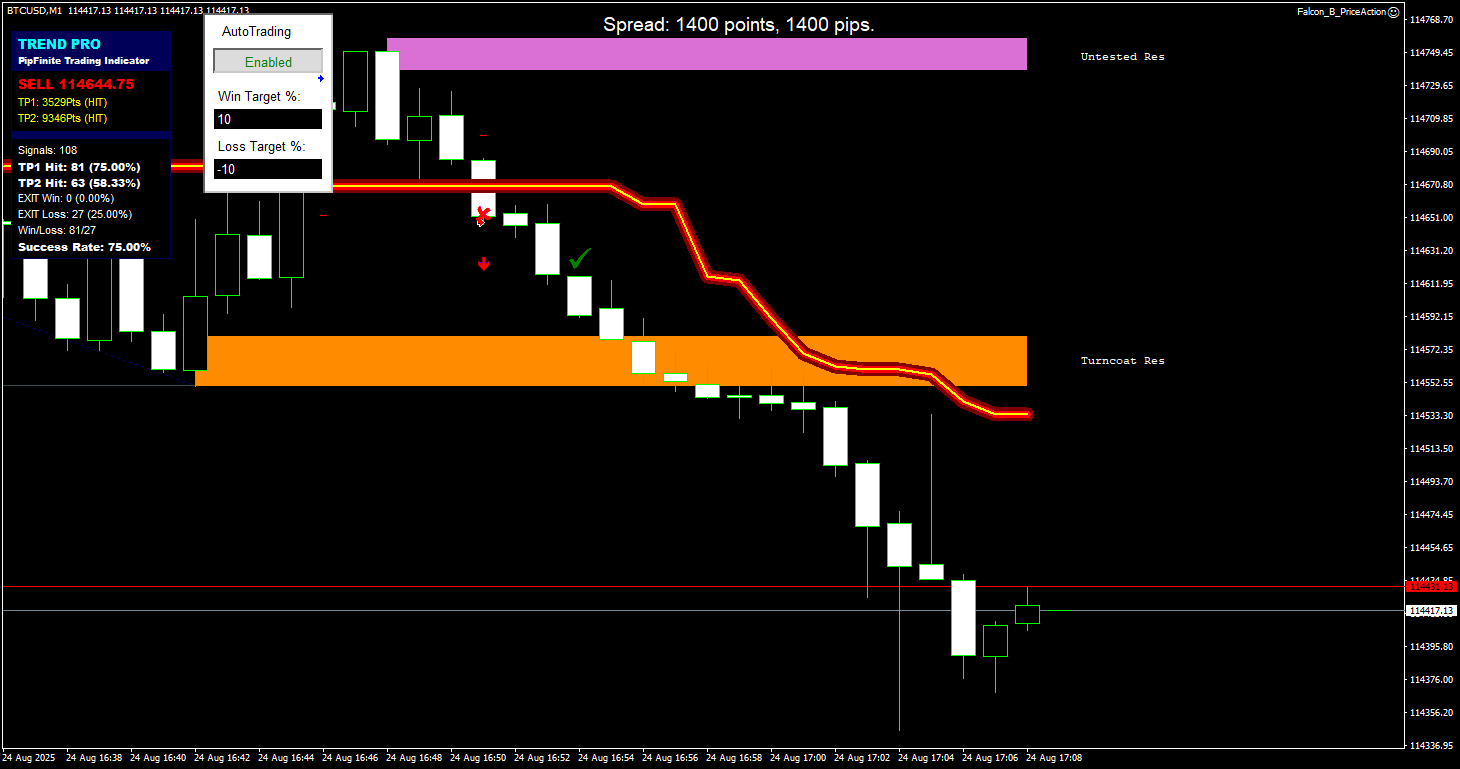 BTCUSD,M1 114417.13 114417.13 114417.13 114417.13
Spread: 1400 points, 1400 pips.
Falcon_B_PriceAction
TREND PRO
PipFinite Trading Indicator
SELL 114644.75
TP1: 3529Pts (HIT)
TP2: 9346Pts (HIT)
Signals: 108
TP1 Hit: 81 (75.00%)
TP2 Hit: 63 (58.33%)
EXIT Win: 0 (0.00%)
EXIT Loss: 27 (25.00%)
Win/Loss: 81/27
Success Rate: 75.00%
AutoTrading
Enabled
Win Target %:
10
Loss Target %:
-10
Untested Res
Turncoat Res
114768.70
114749.45
114729.65
114709.85
114690.05
114670.80
114651.00
114631.20
114611.95
114592.15
114572.35
114552.55
114533.30
114513.50
114493.70
114474.45
114454.65
114431.13
114417.13
114395.80
114376.00
114356.20
114336.95
24 Aug 2025
24 Aug 16:38
24 Aug 16:40
24 Aug 16:42
24 Aug 16:44
24 Aug 16:46
24 Aug 16:48
24 Aug 16:50
24 Aug 16:52
24 Aug 16:54
24 Aug 16:56
24 Aug 16:58
24 Aug 17:00
24 Aug 17:02
24 Aug 17:04
24 Aug 17:06
24 Aug 17:08